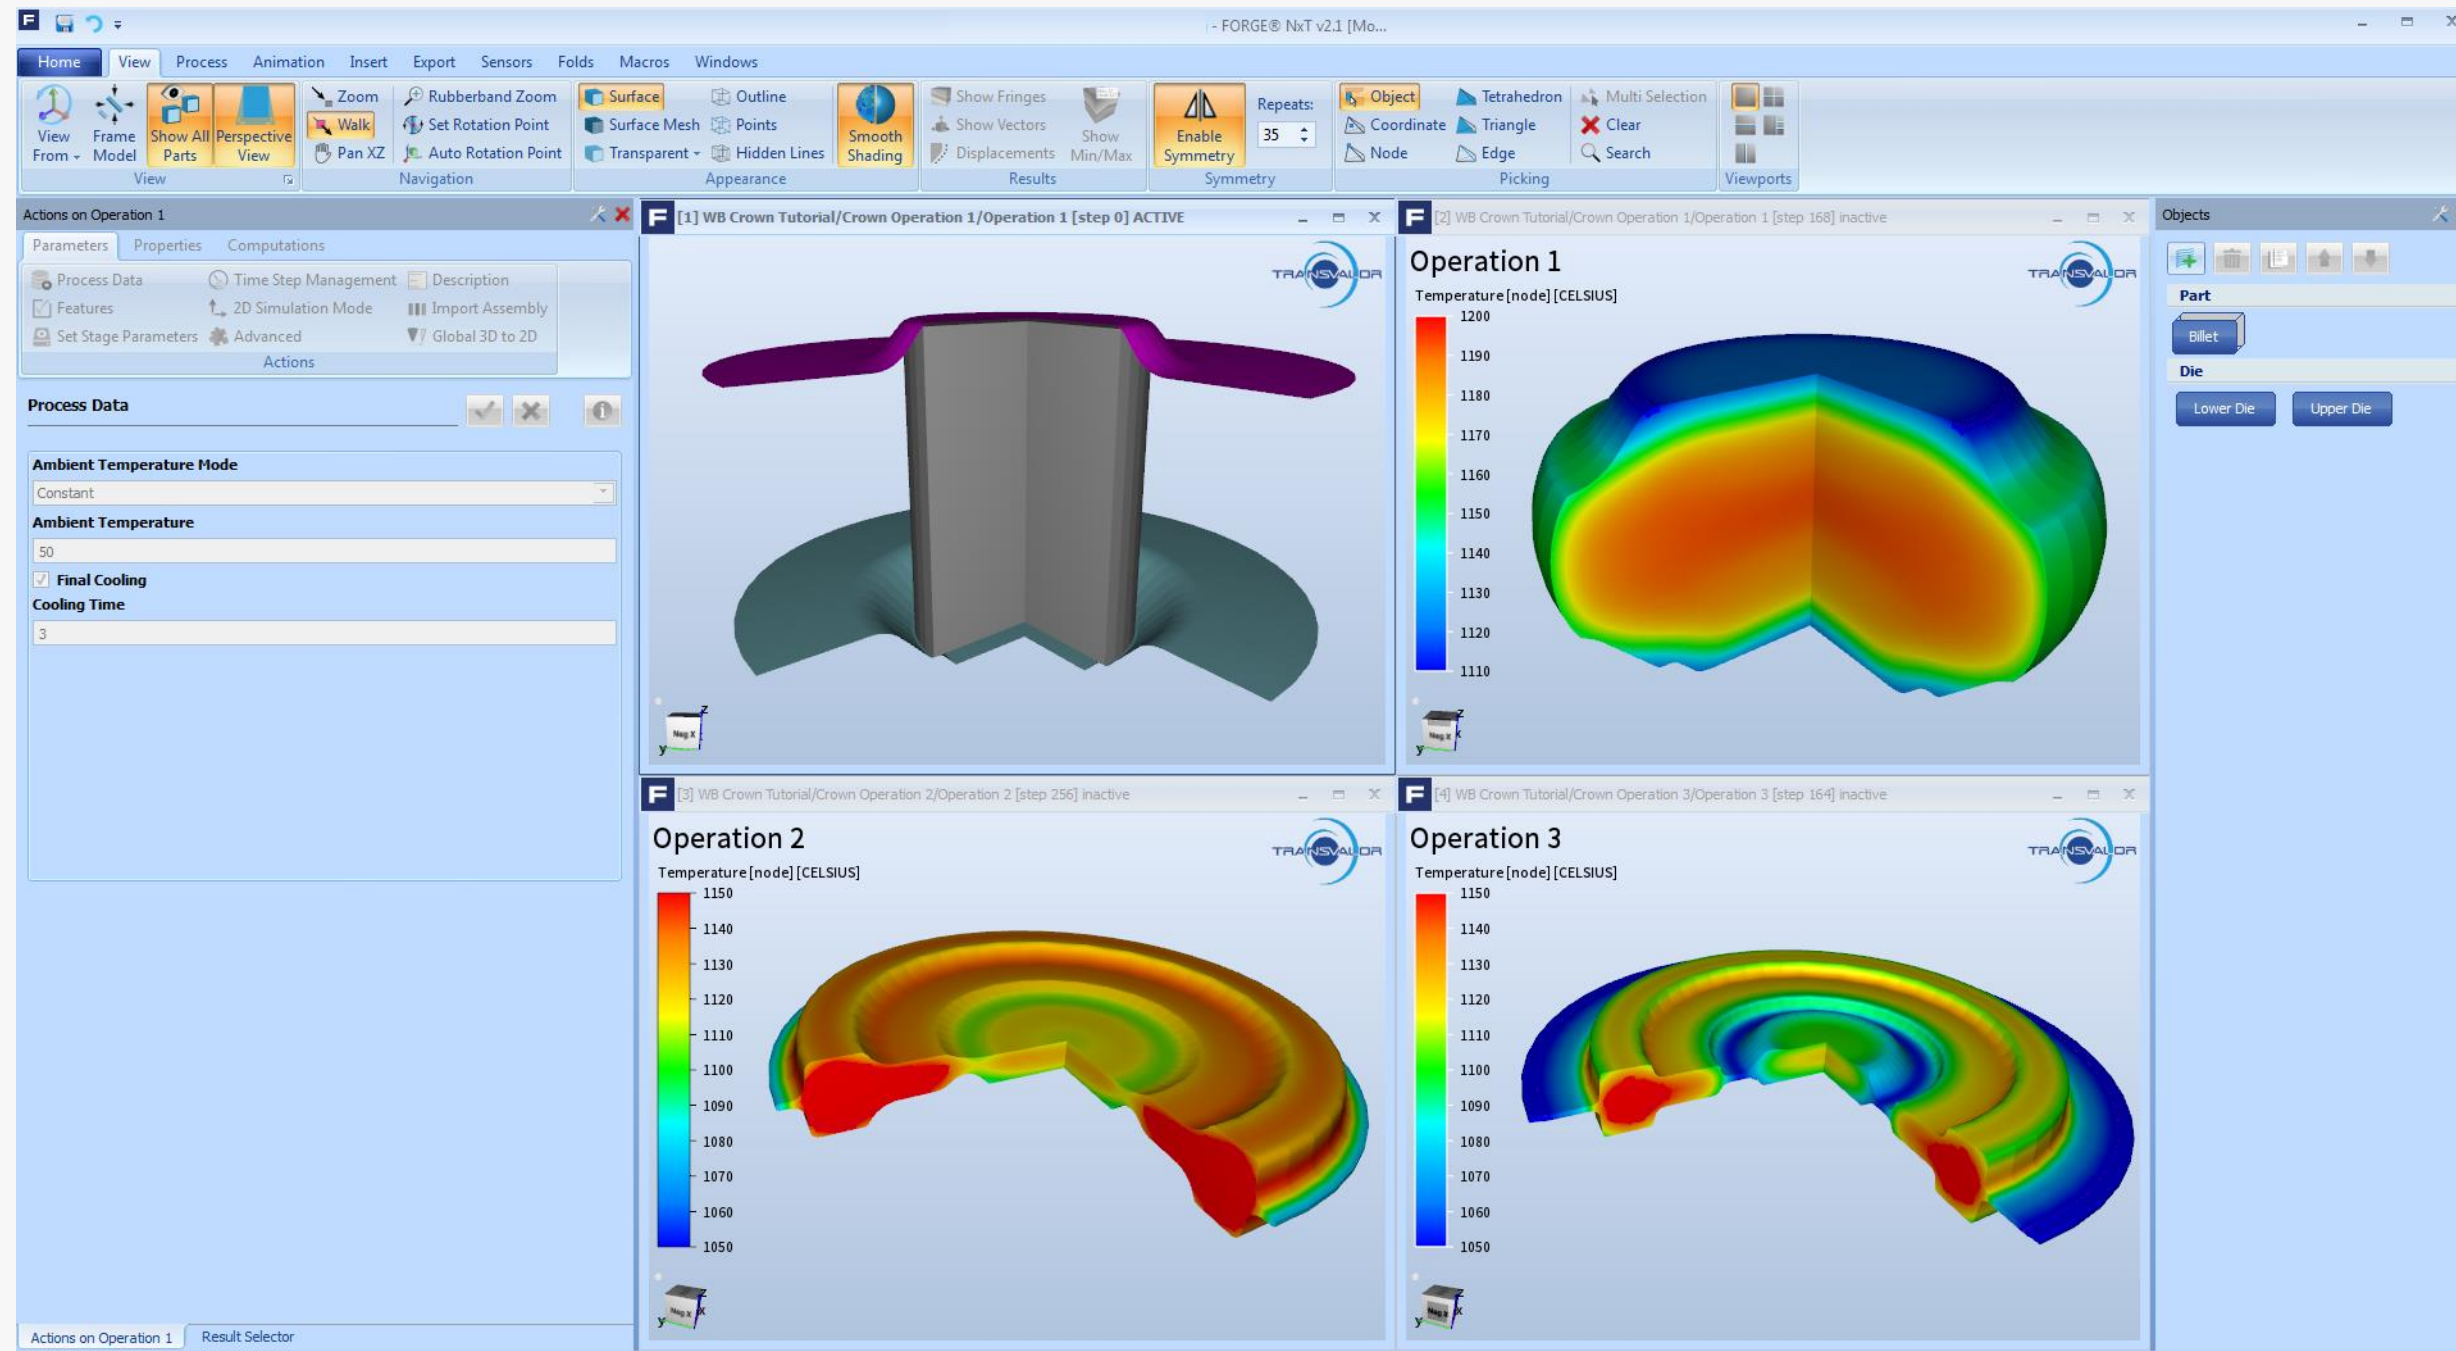 F
- FORGE® NxT v2.1 [Mo...
Home View Process Animation Insert Export Sensors Folds Macros Windows
View From
Frame Model
Show All Parts
Perspective View
View
Zoom
Walk
Pan XZ
Rubberband Zoom
Set Rotation Point
Auto Rotation Point
Navigation
Surface
Surface Mesh
Transparent
Outline
Points
Hidden Lines
Smooth Shading
Appearance
Show Fringes
Show Vectors
Displacements
Show Min/Max
Results
Enable Symmetry
Repeats:
35
Symmetry
Object
Coordinate
Node
Tetrahedron
Triangle
Edge
Multi Selection
Clear
Search
Picking
Viewports
Actions on Operation 1
Parameters Properties Computations
Process Data Time Step Management Description
Features 2D Simulation Mode Import Assembly
Set Stage Parameters Advanced Global 3D to 2D
Actions
Process Data
Ambient Temperature Mode
Constant
Ambient Temperature
50
Final Cooling
Cooling Time
3
Actions on Operation 1 Result Selector
F [1] WB Crown Tutorial/Crown Operation 1/Operation 1 [step 0] ACTIVE
TRANSVALOR
Z
Neg X
y
F [2] WB Crown Tutorial/Crown Operation 1/Operation 1 [step 168] inactive
Operation 1
TRANSVALOR
Temperature [node] [CELSIUS]
1200
1190
1180
1170
1160
1150
1140
1130
1120
1110
Z
Neg X
X
y
F [3] WB Crown Tutorial/Crown Operation 2/Operation 2 [step 256] inactive
Operation 2
TRANSVALOR
Temperature [node] [CELSIUS]
1150
1140
1130
1120
1110
1100
1090
1080
1070
1060
1050
Z
Neg X
X
y
F [4] WB Crown Tutorial/Crown Operation 3/Operation 3 [step 164] inactive
Operation 3
TRANSVALOR
Temperature [node] [CELSIUS]
1150
1140
1130
1120
1110
1100
1090
1080
1070
1060
1050
Z
Neg X
X
y
Objects
Part
Billet
Die
Lower Die Upper Die